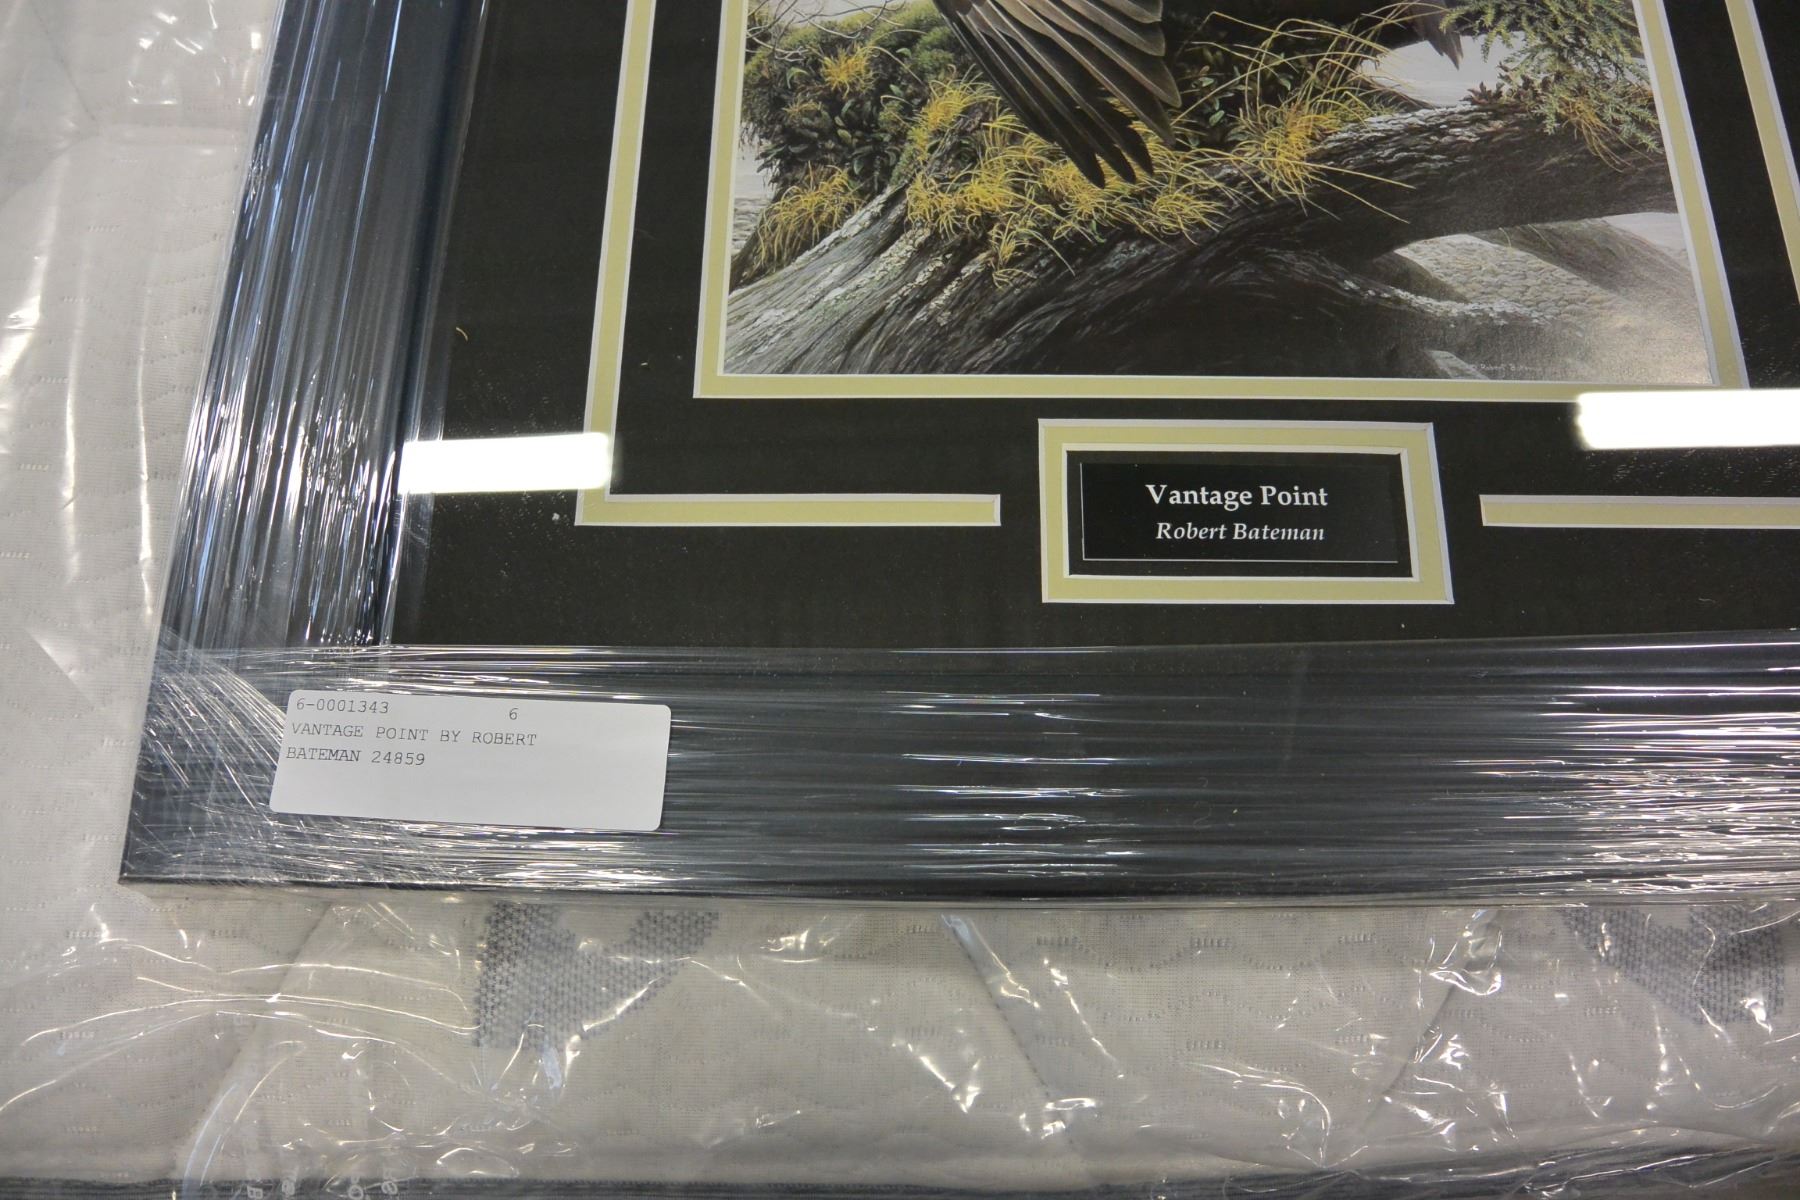 Vantage Point
Robert Bateman
6-0001343 6
VANTAGE POINT BY ROBERT
BATEMAN 24859